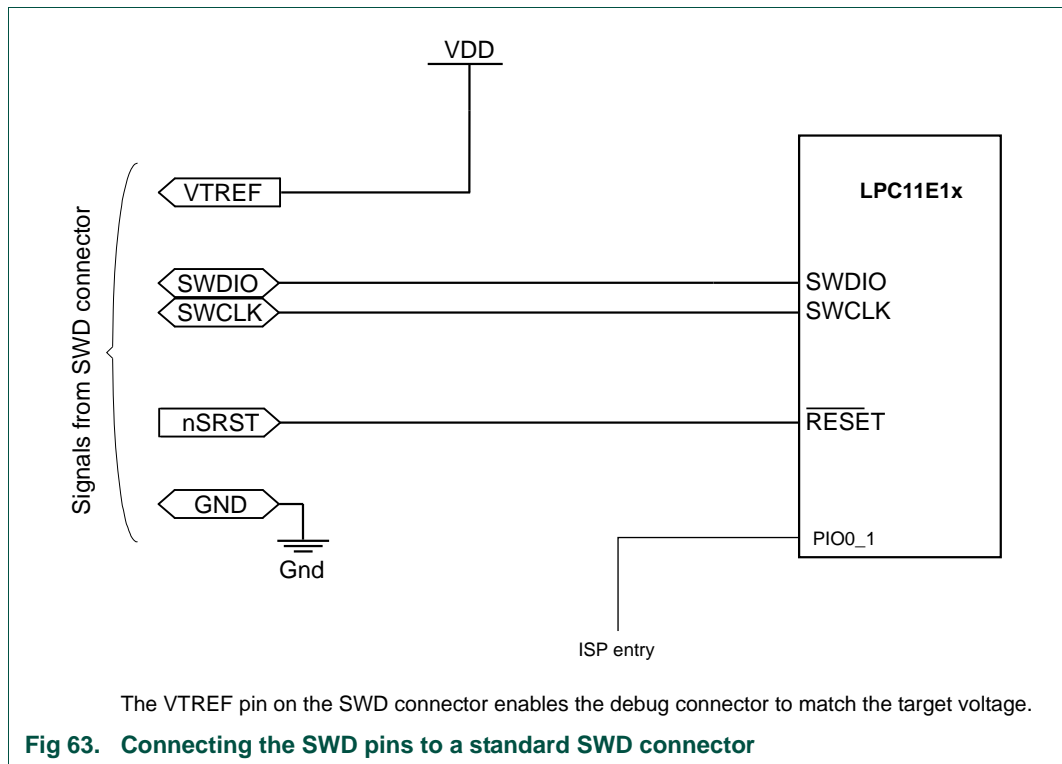 VDD
VTREF
LPC11E1x
Signals from SWD connector
SWDIO
SWDIO
SWCLK
SWCLK
nSRST
RESET
GND
Gnd
PIO0_1
ISP entry
The VTREF pin on the SWD connector enables the debug connector to match the target voltage.
Fig 63. Connecting the SWD pins to a standard SWD connector